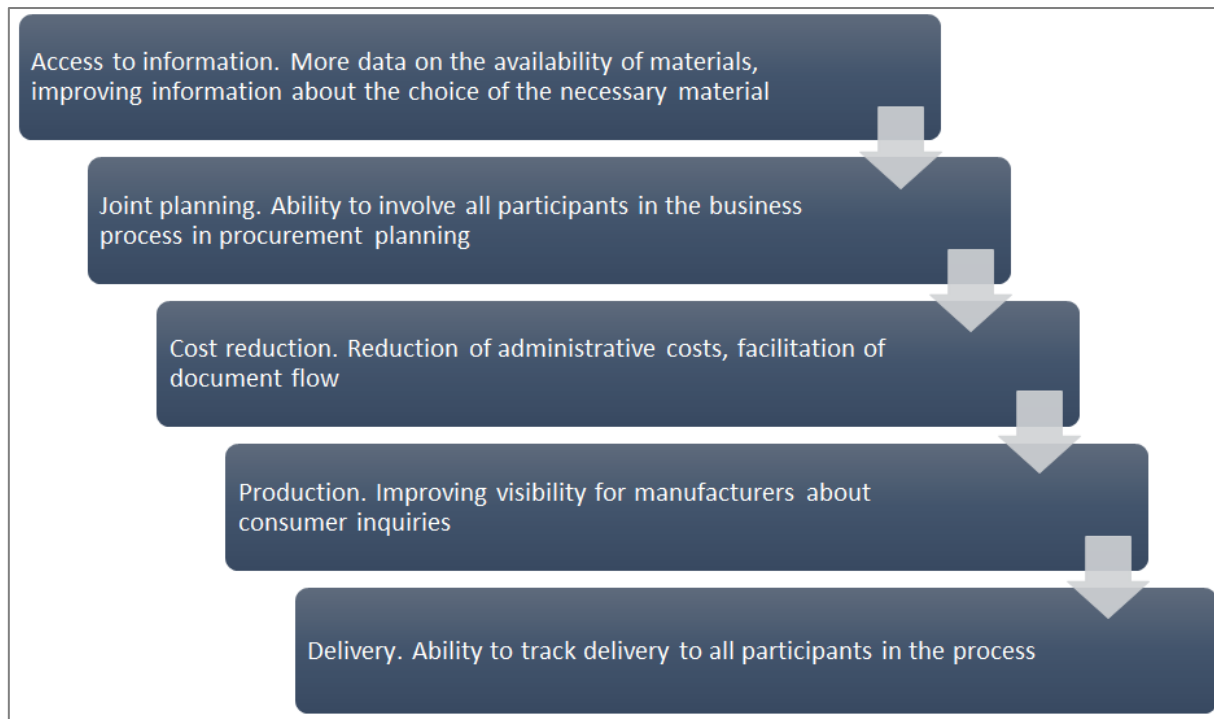 Access to information. More data on the availability of materials,
improving information about the choice of the necessary material
Joint planning. Ability to involve all participants in the business
process in procurement planning
Cost reduction. Reduction of administrative costs, facilitation of
document flow
Production. Improving visibility for manufacturers about
consumer inquiries
Delivery. Ability to track delivery to all participants in the process